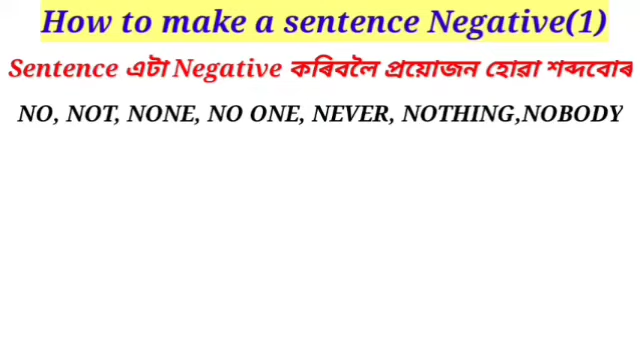 How to make a sentence Negative(1)
Sentence এটা Negative কৰিবলৈ প্ৰয়োজন হোৱা শব্দবোৰ
NO, NOT, NONE, NO ONE, NEVER, NOTHING,NOBODY